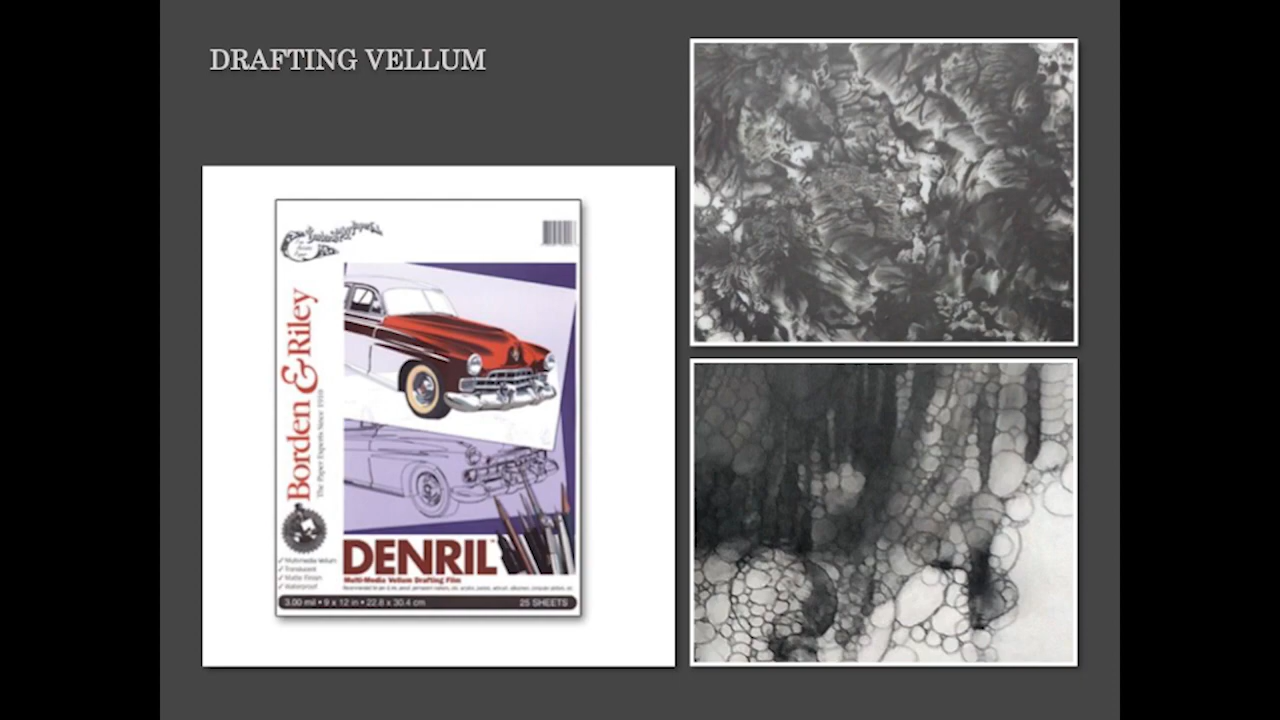 DRAFTING VELLUM
Borden & Riley
The Paper Experts Since 1910
✓ Multimedia Vellum
✓ Translucent
✓ Matte Finish
✓ Waterproof
DENRIL™
Multi-Media Vellum Drafting Film
3.00 mil • 9 x 12 in • 22.8 x 30.4 cm
25 SHEETS